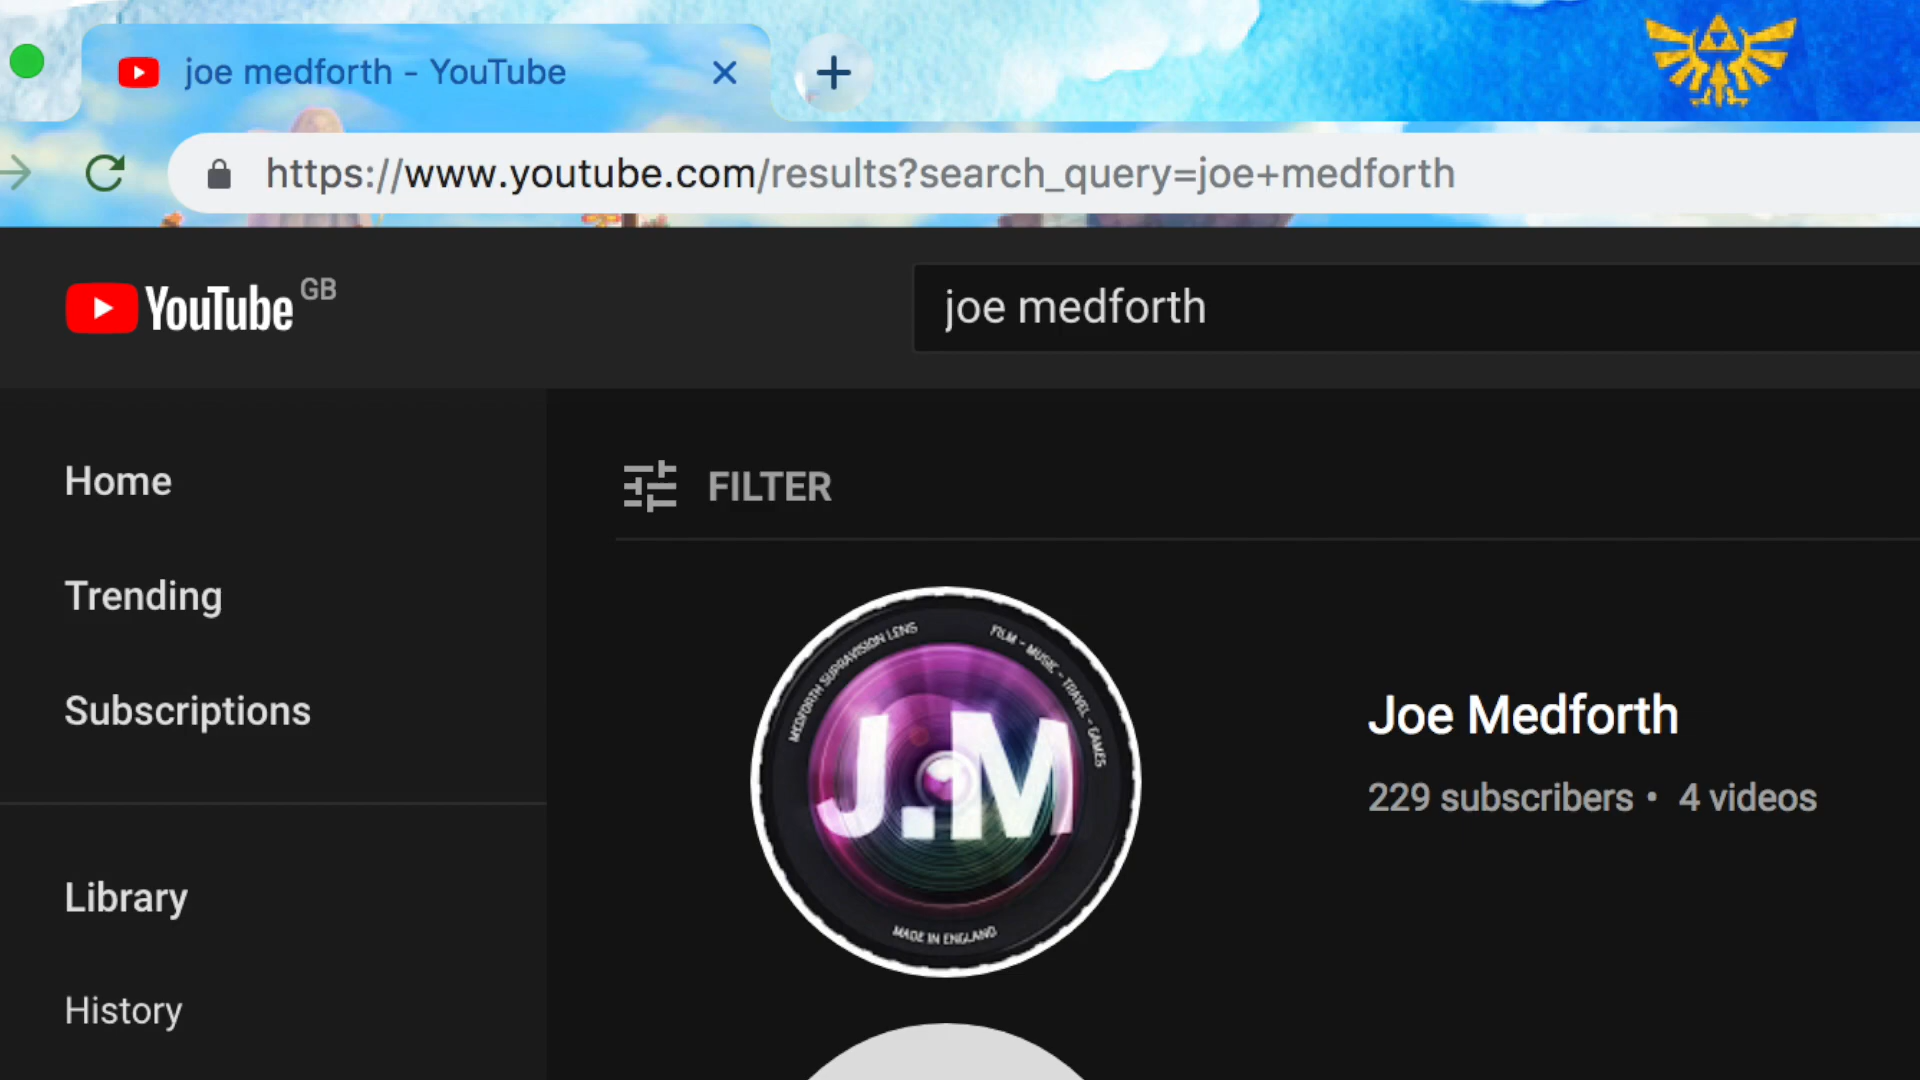 joe medforth - YouTube
https://www.youtube.com/results?search_query=joe+medforth
YouTube GB
joe medforth
Home
Trending
Subscriptions
Library
History
FILTER
MEDFORTH SUPRAVISION LENS
FILM - MUSIC - TRAVEL - GAMES
J.M
MADE IN ENGLAND
Joe Medforth
229 subscribers • 4 videos